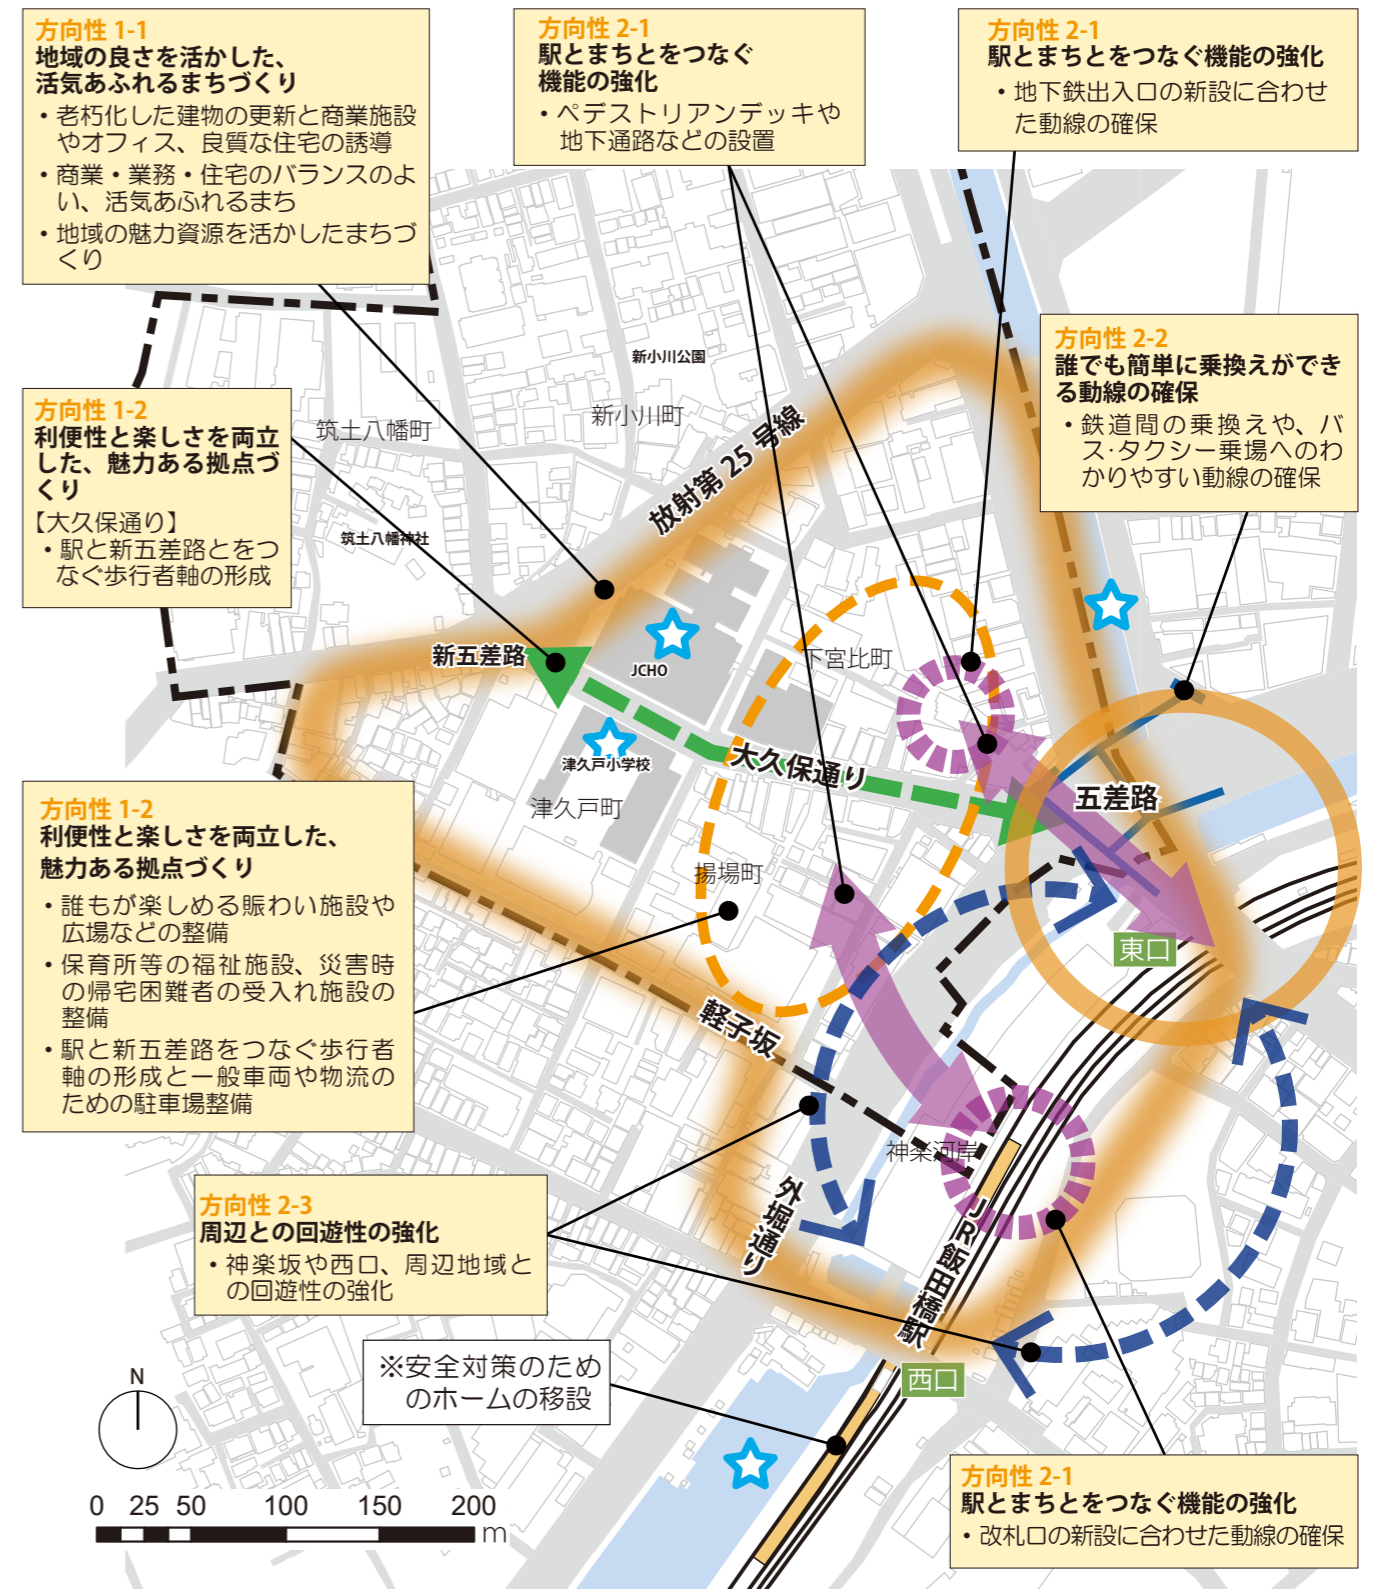 方向性 1-1
地域の良さを活かした、
活気あふれるまちづくり
・老朽化した建物の更新と商業施設
やオフィス、良質な住宅の誘導
・商業・業務・住宅のバランスのよ
い、活気あふれるまち
・地域の魅力資源を活かしたまちづ
くり
方向性 2-1
駅とまちとをつなぐ
機能の強化
・ペデストリアンデッキや
地下通路などの設置
方向性 2-1
駅とまちとをつなぐ機能の強化
・地下鉄出入口の新設に合わせ
た動線の確保
方向性 2-2
誰でも簡単に乗換えができ
る動線の確保
・鉄道間の乗換えや、バ
ス・タクシー乗場へのわ
かりやすい動線の確保
方向性 1-2
利便性と楽しさを両立
した、魅力ある拠点づ
くり
【大久保通り】
・駅と新五差路とをつ
なぐ歩行者軸の形成
新小川公園
新小川町
筑土八幡町
放射第 25 号線
筑土八幡神社
新五差路
JCHO
下宮比町
津久戸小学校
大久保通り
五差路
津久戸町
揚場町
東口
方向性 1-2
利便性と楽しさを両立した、
魅力ある拠点づくり
・誰もが楽しめる賑わい施設や
広場などの整備
・保育所等の福祉施設、災害時
の帰宅困難者の受入れ施設の
整備
・駅と新五差路をつなぐ歩行者
軸の形成と一般車両や物流の
ための駐車場整備
軽子坂
神楽河岸
外堀通り
JR飯田橋駅
方向性 2-3
周辺との回遊性の強化
・神楽坂や西口、周辺地域と
の回遊性の強化
※安全対策のため
のホームの移設
西口
方向性 2-1
駅とまちとをつなぐ機能の強化
・改札口の新設に合わせた動線の確保
N
0 25 50 100 150 200
m